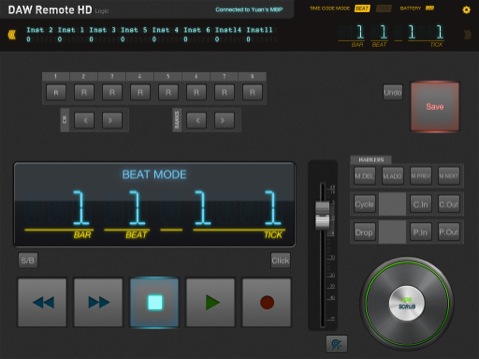 DAW Remote HD Logic Connected to Yuan's MBP TIME CODE MODE BEAT BATTERY
Inst 2 Inst 1 Inst 3 Inst 4 Inst 5 Inst 6 Inst14 Inst11
0 0 0 0 0 0 0 0
1 1 1 1
BAR BEAT TICK
1 2 3 4 5 6 7 8
R R R R R R R R
Undo
Save
CH < > BANKS < >
MARKERS
M.DEL M.ADD M.PREV M.NEXT
BEAT MODE
1 1 1 1
BAR BEAT TICK
Cycle C.In C.Out
Drop P.In P.Out
S/B Click
SCRUB